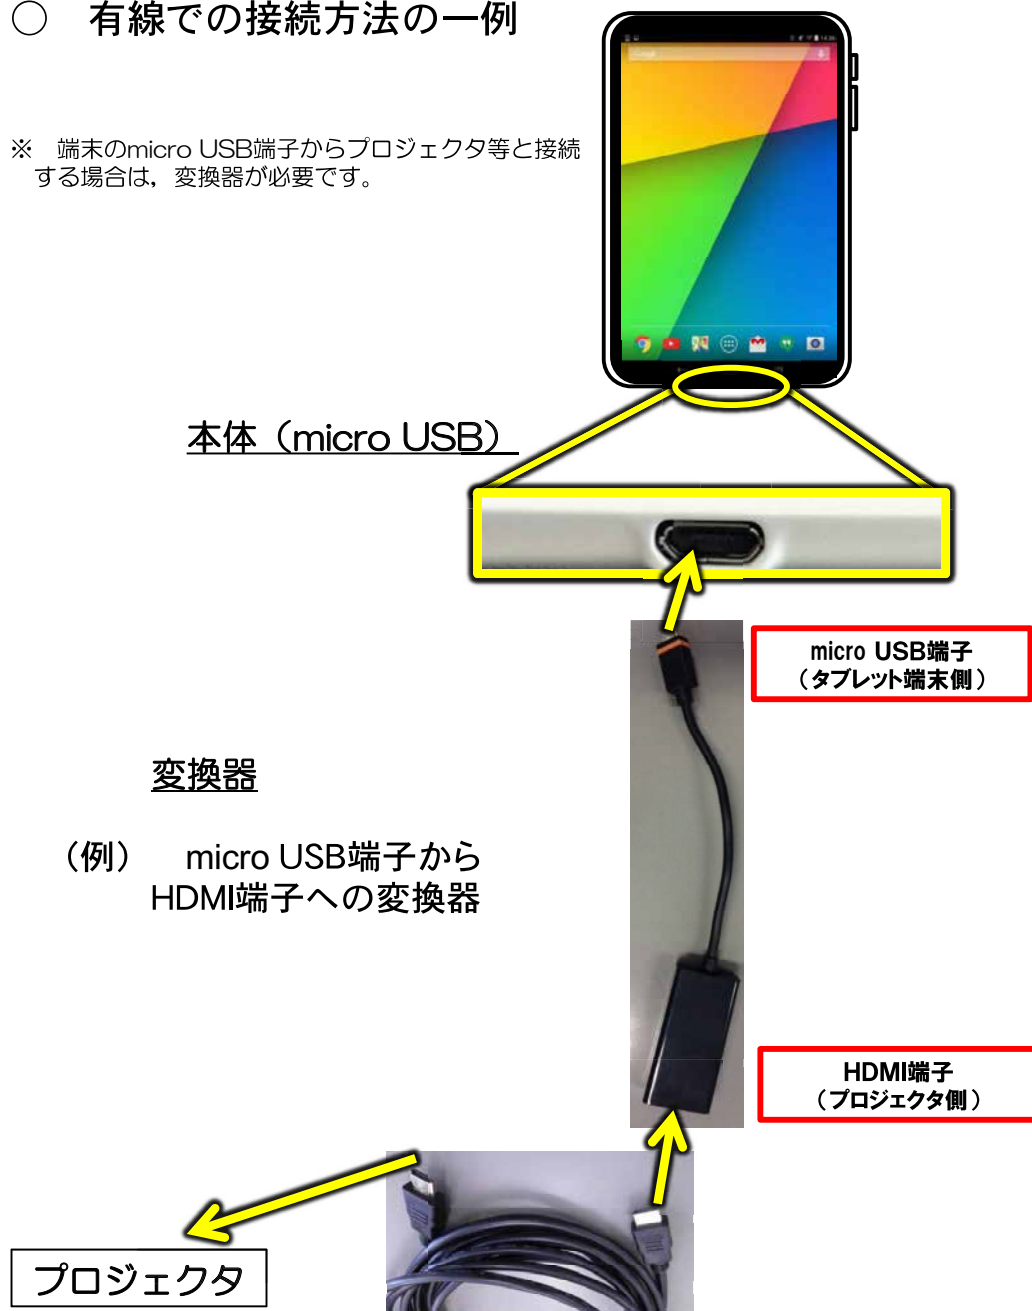 ○　有線での接続方法の一例
※　端末のmicro USB端子からプロジェクタ等と接続
する場合は，変換器が必要です。
Google
本体（micro USB）
micro USB端子
（タブレット端末側）
変換器
（例）　micro USB端子から
HDMI端子への変換器
HDMI端子
（プロジェクタ側）
プロジェクタ